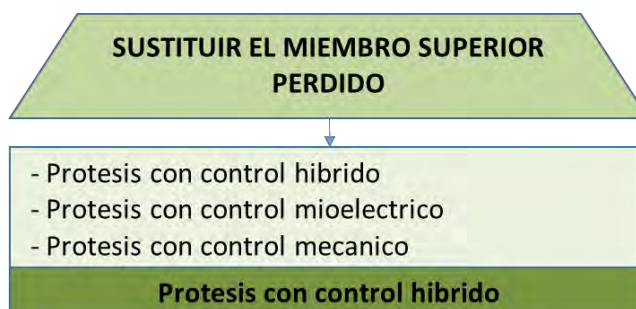 SUSTITUIR EL MIEMBRO SUPERIOR
PERDIDO
- Protesis con control hibrido
- Protesis con control mioelectrico
- Protesis con control mecanico
Protesis con control hibrido